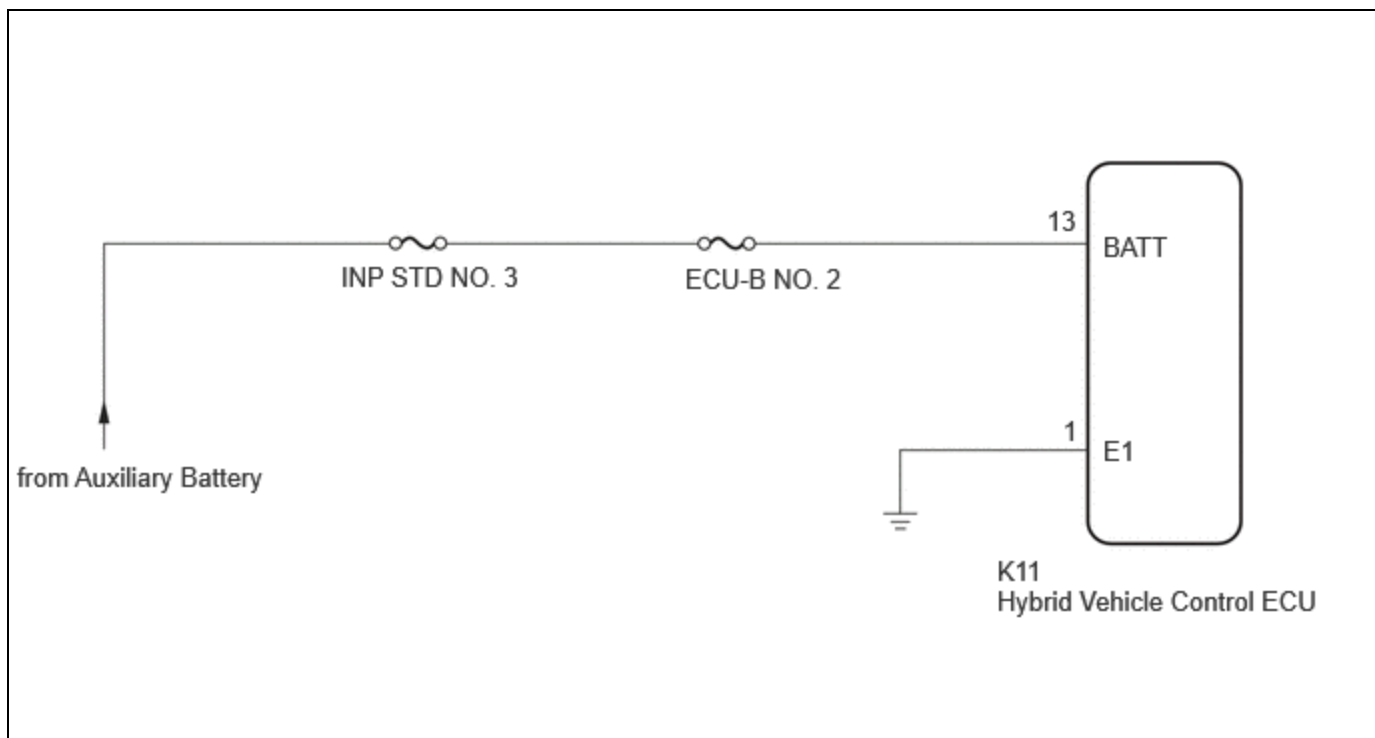 13
BATT
INP STD NO. 3
ECU-B NO. 2
1
E1
from Auxiliary Battery
K11
Hybrid Vehicle Control ECU